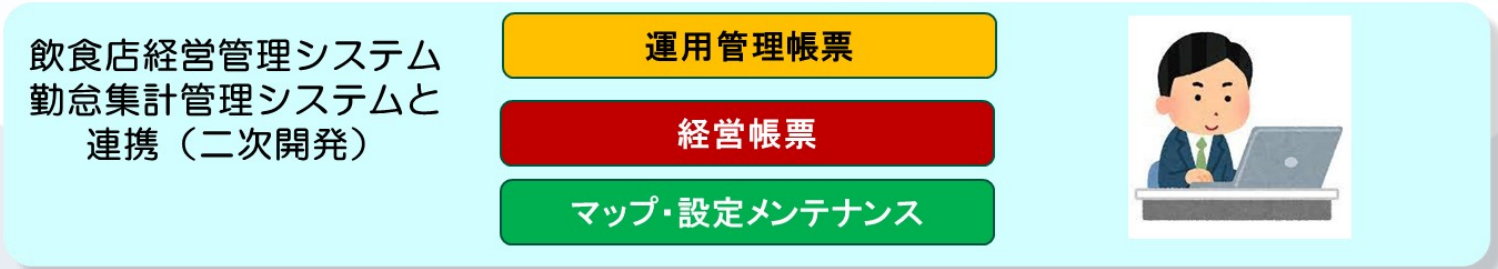 飲食店経営管理システム
勤怠集計管理システムと
連携（二次開発）
運用管理帳票
経営帳票
マップ・設定メンテナンス